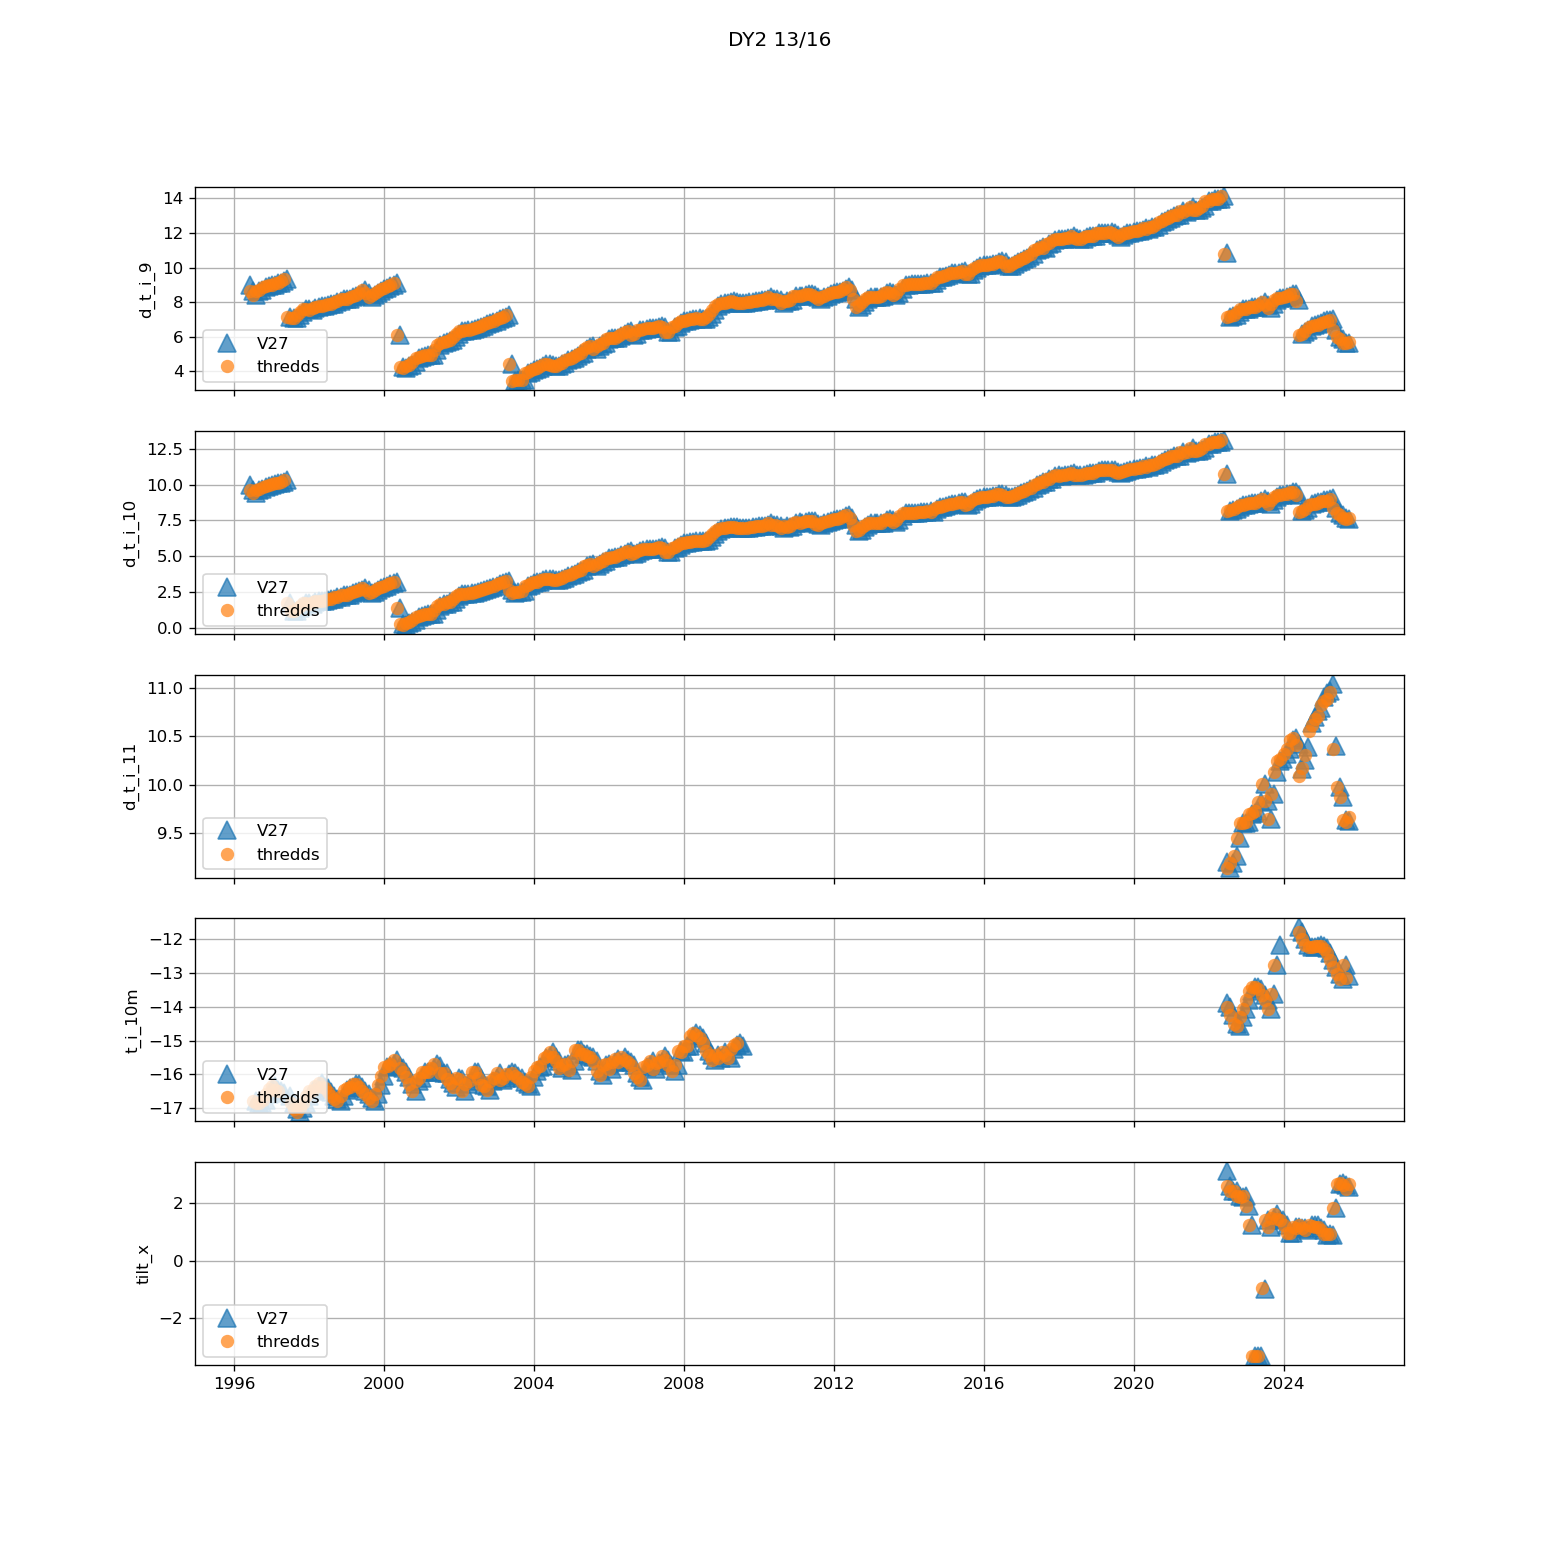 DY2 13/16
14
12
10
8
6
4
d_t_i_9
V27
thredds
12.5
10.0
7.5
5.0
2.5
0.0
d_t_i_10
V27
thredds
11.0
10.5
10.0
9.5
d_t_i_11
V27
thredds
−12
−13
−14
−15
−16
−17
t_i_10m
V27
thredds
2
0
−2
tilt_x
V27
thredds
1996 2000 2004 2008 2012 2016 2020 2024